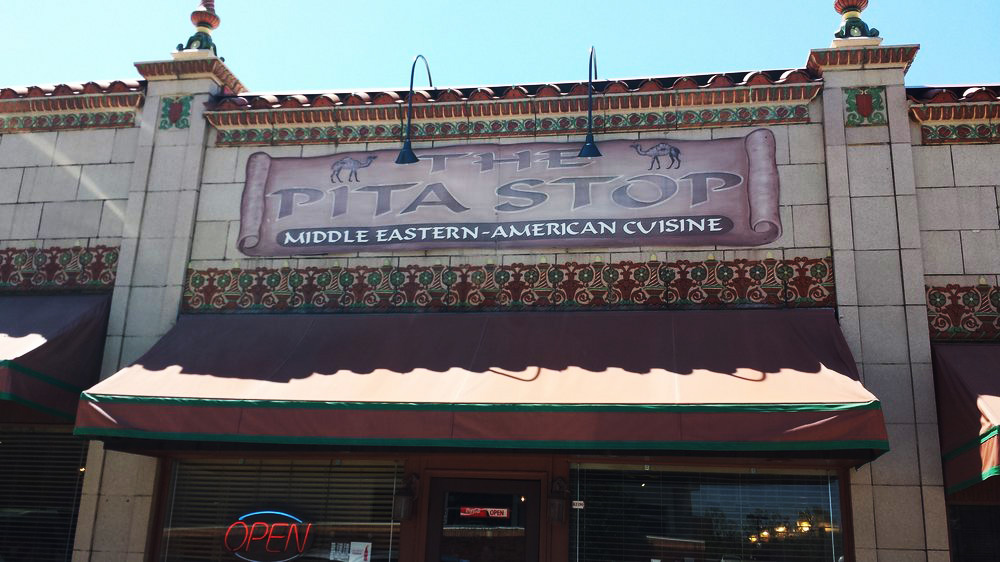 THE
PITA STOP
MIDDLE EASTERN-AMERICAN CUISINE
OPEN
OPEN